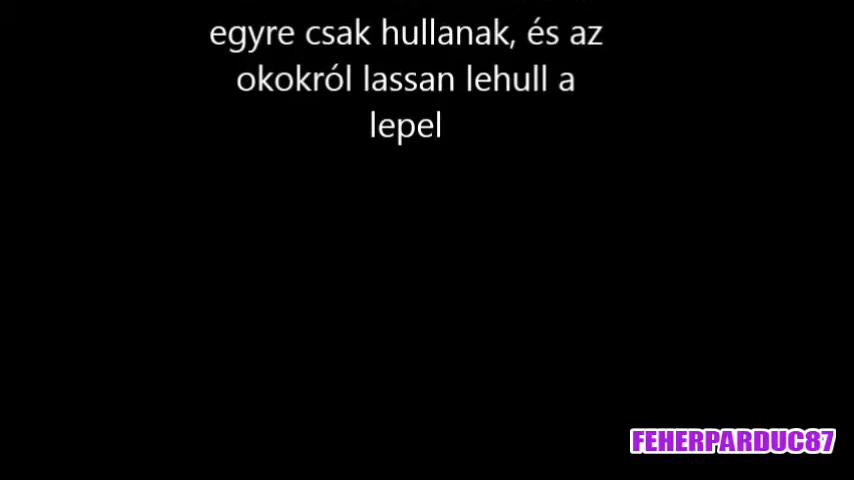 egyre csak hullanak, és az
okokról lassan lehull a
lepel
FEHERPARDUC87